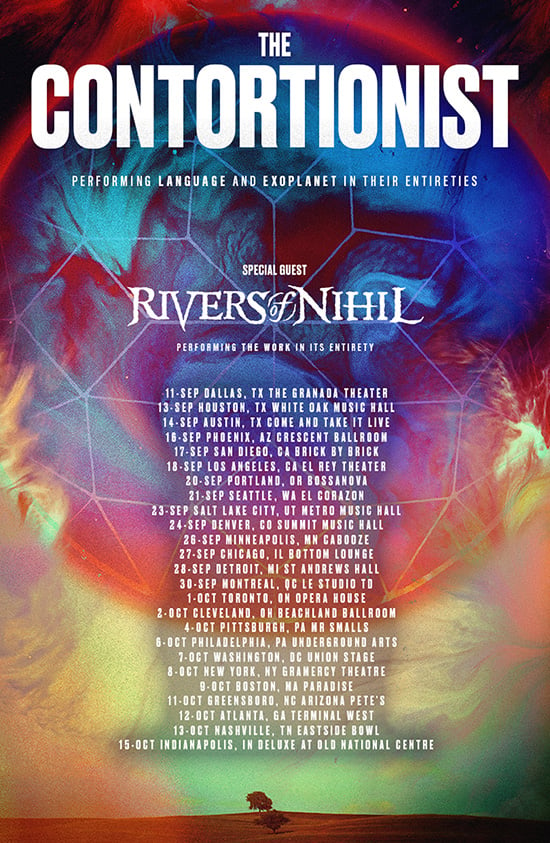 THE
CONTORTIONIST
PERFORMING LANGUAGE AND EXOPLANET IN THEIR ENTIRETIES
SPECIAL GUEST
RIVERS of NIHIL
PERFORMING THE WORK IN ITS ENTIRETY
11-SEP DALLAS, TX THE GRANADA THEATER
13-SEP HOUSTON, TX WHITE OAK MUSIC HALL
14-SEP AUSTIN, TX COME AND TAKE IT LIVE
16-SEP PHOENIX, AZ CRESCENT BALLROOM
17-SEP SAN DIEGO, CA BRICK BY BRICK
18-SEP LOS ANGELES, CA EL REY THEATER
20-SEP PORTLAND, OR BOSSANOVA
21-SEP SEATTLE, WA EL CORAZON
23-SEP SALT LAKE CITY, UT METRO MUSIC HALL
24-SEP DENVER, CO SUMMIT MUSIC HALL
26-SEP MINNEAPOLIS, MN CABOOZE
27-SEP CHICAGO, IL BOTTOM LOUNGE
28-SEP DETROIT, MI ST ANDREWS HALL
30-SEP MONTREAL, QC LE STUDIO TD
1-OCT TORONTO, ON OPERA HOUSE
2-OCT CLEVELAND, OH BEACHLAND BALLROOM
4-OCT PITTSBURGH, PA MR SMALLS
6-OCT PHILADELPHIA, PA UNDERGROUND ARTS
7-OCT WASHINGTON, DC UNION STAGE
8-OCT NEW YORK, NY GRAMERCY THEATRE
9-OCT BOSTON, MA PARADISE
11-OCT GREENSBORO, NC ARIZONA PETE'S
12-OCT ATLANTA, GA TERMINAL WEST
13-OCT NASHVILLE, TN EASTSIDE BOWL
15-OCT INDIANAPOLIS, IN DELUXE AT OLD NATIONAL CENTRE